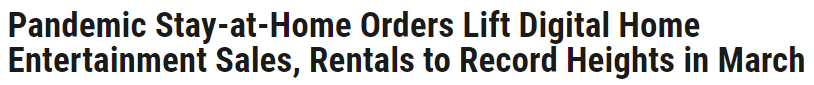 Pandemic Stay-at-Home Orders Lift Digital Home
Entertainment Sales, Rentals to Record Heights in March